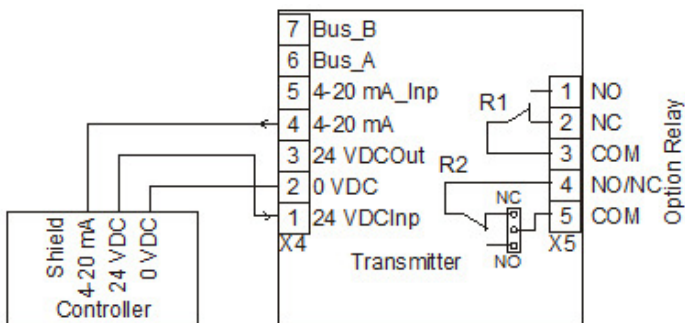 7 Bus_B
6 Bus_A
5 4-20 mA_Inp
4 4-20 mA
3 24 VDCOut
2 0 VDC
1 24 VDCInp
X4
R1
R2
1 NO
2 NC
3 COM
4 NO/NC
5 COM
X5
Option Relay
NC
NO
Transmitter
Shield
4-20 mA
24 VDC
0 VDC
Controller